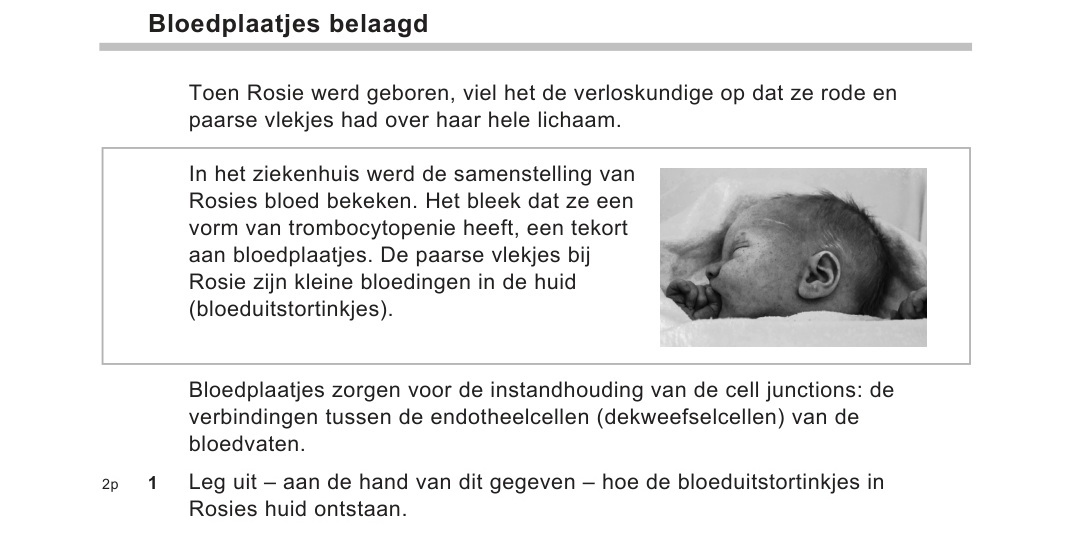 Bloedplaatjes belaagd
Toen Rosie werd geboren, viel het de verloskundige op dat ze rode en
paarse vlekjes had over haar hele lichaam.
In het ziekenhuis werd de samenstelling van
Rosies bloed bekeken. Het bleek dat ze een
vorm van trombocytopenie heeft, een tekort
aan bloedplaatjes. De paarse vlekjes bij
Rosie zijn kleine bloedingen in de huid
(bloeduitstortinkjes).
Bloedplaatjes zorgen voor de instandhouding van de cell junctions: de
verbindingen tussen de endotheelcellen (dekweefselcellen) van de
bloedvaten.
2p 1 Leg uit – aan de hand van dit gegeven – hoe de bloeduitstortinkjes in
Rosies huid ontstaan.